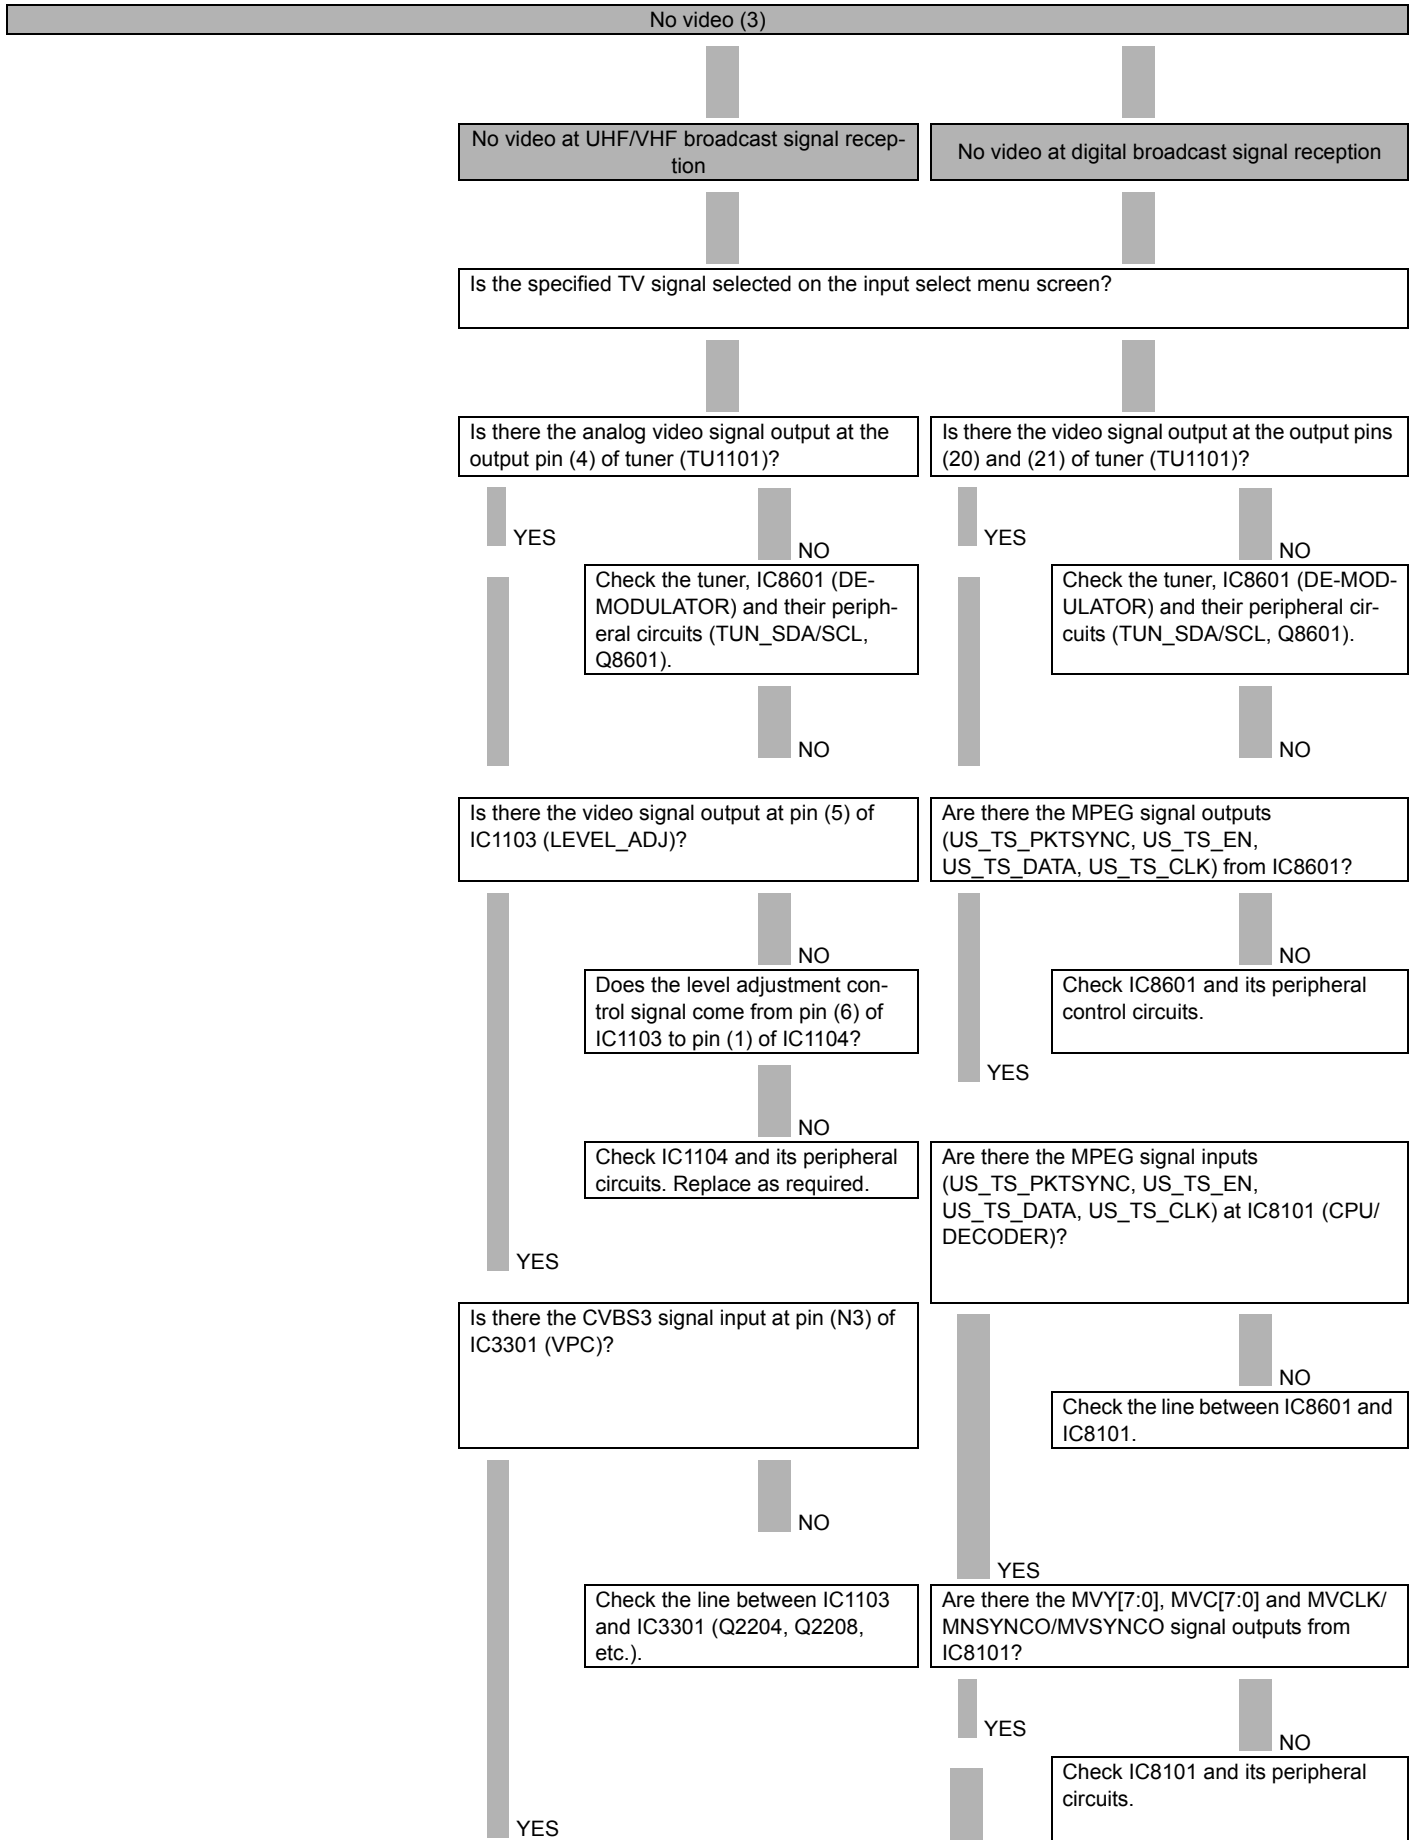 No video (3)
No video at UHF/VHF broadcast signal recep-
tion
No video at digital broadcast signal reception
Is the specified TV signal selected on the input select menu screen?
Is there the analog video signal output at the
output pin (4) of tuner (TU1101)?
Is there the video signal output at the output pins
(20) and (21) of tuner (TU1101)?
YES
NO
YES
NO
Check the tuner, IC8601 (DE-
MODULATOR) and their periph-
eral circuits (TUN_SDA/SCL,
Q8601).
Check the tuner, IC8601 (DE-MOD-
ULATOR) and their peripheral cir-
cuits (TUN_SDA/SCL, Q8601).
NO
NO
Is there the video signal output at pin (5) of
IC1103 (LEVEL_ADJ)?
Are there the MPEG signal outputs
(US_TS_PKTSYNC, US_TS_EN,
US_TS_DATA, US_TS_CLK) from IC8601?
NO
NO
Does the level adjustment con-
trol signal come from pin (6) of
IC1103 to pin (1) of IC1104?
Check IC8601 and its peripheral
control circuits.
YES
NO
Check IC1104 and its peripheral
circuits. Replace as required.
Are there the MPEG signal inputs
(US_TS_PKTSYNC, US_TS_EN,
US_TS_DATA, US_TS_CLK) at IC8101 (CPU/
DECODER)?
YES
Is there the CVBS3 signal input at pin (N3) of
IC3301 (VPC)?
NO
Check the line between IC8601 and
IC8101.
NO
YES
Check the line between IC1103
and IC3301 (Q2204, Q2208,
etc.).
Are there the MVY[7:0], MVC[7:0] and MVCLK/
MNSYNCO/MVSYNCO signal outputs from
IC8101?
YES
NO
Check IC8101 and its peripheral
circuits.
YES